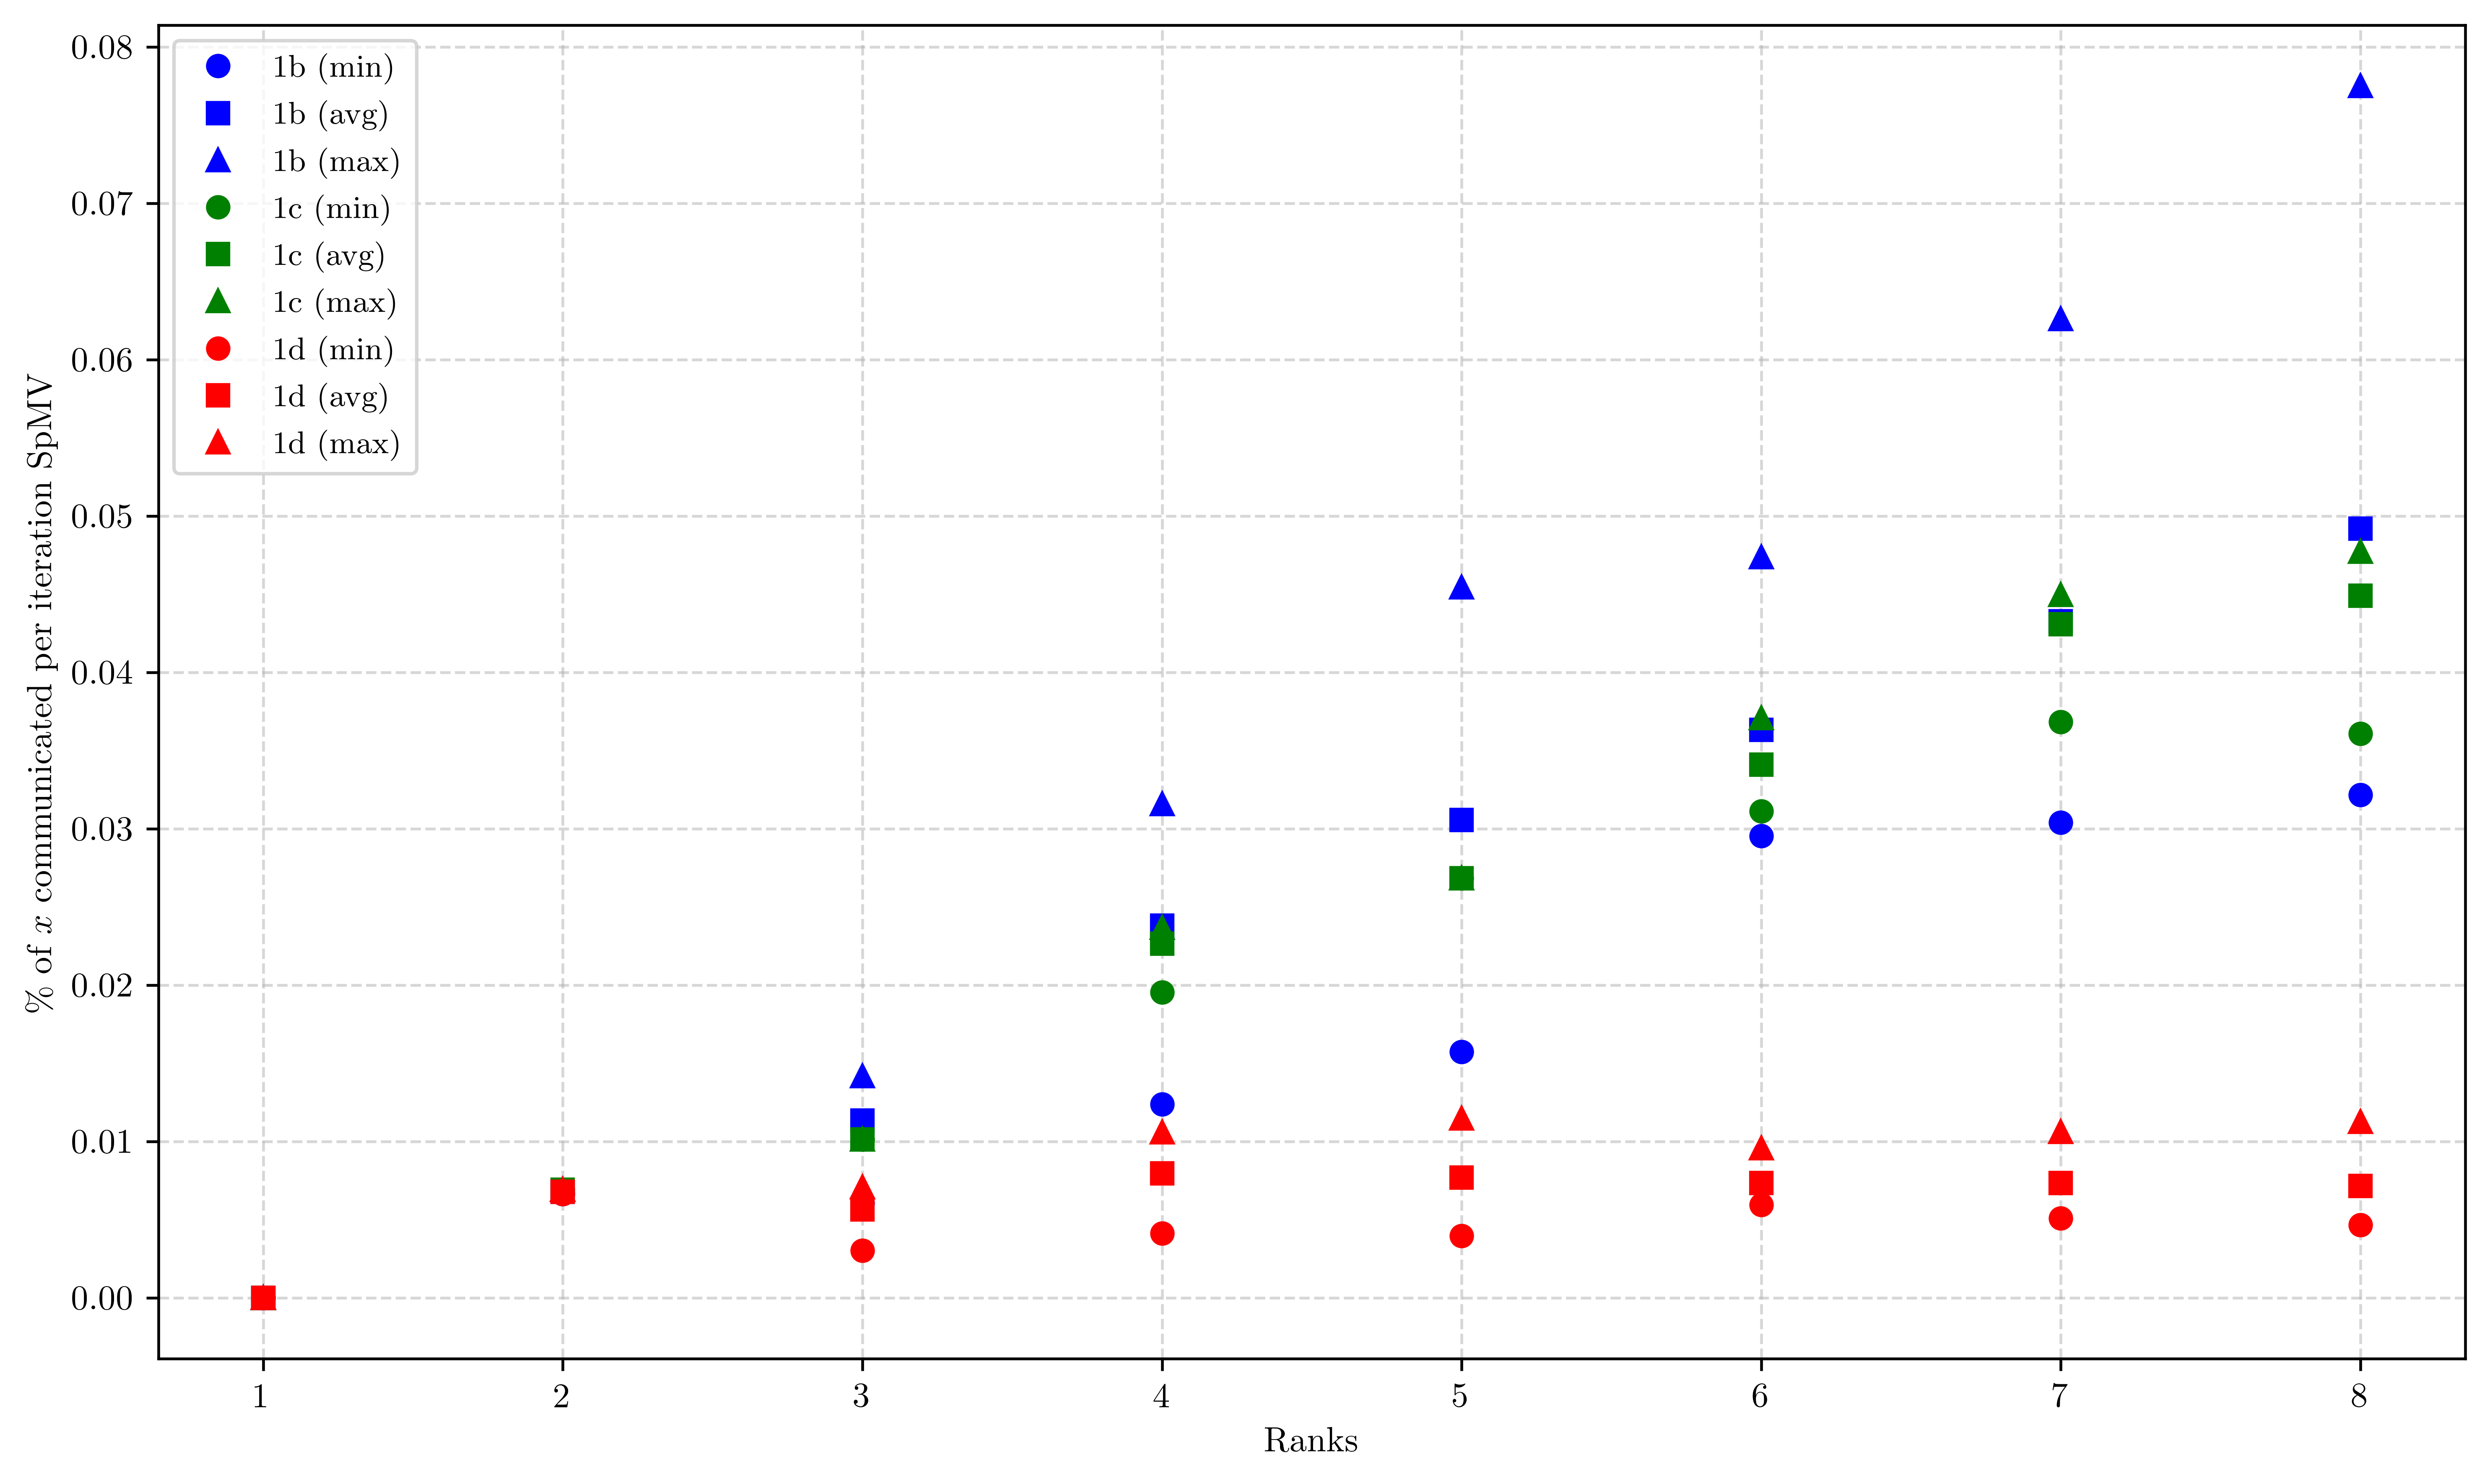 0.08
0.07
0.06
0.05
0.04
0.03
0.02
0.01
0.00
% of x communicated per iteration SpMV
1b (min)
1b (avg)
1b (max)
1c (min)
1c (avg)
1c (max)
1d (min)
1d (avg)
1d (max)
1 2 3 4 5 6 7 8
Ranks